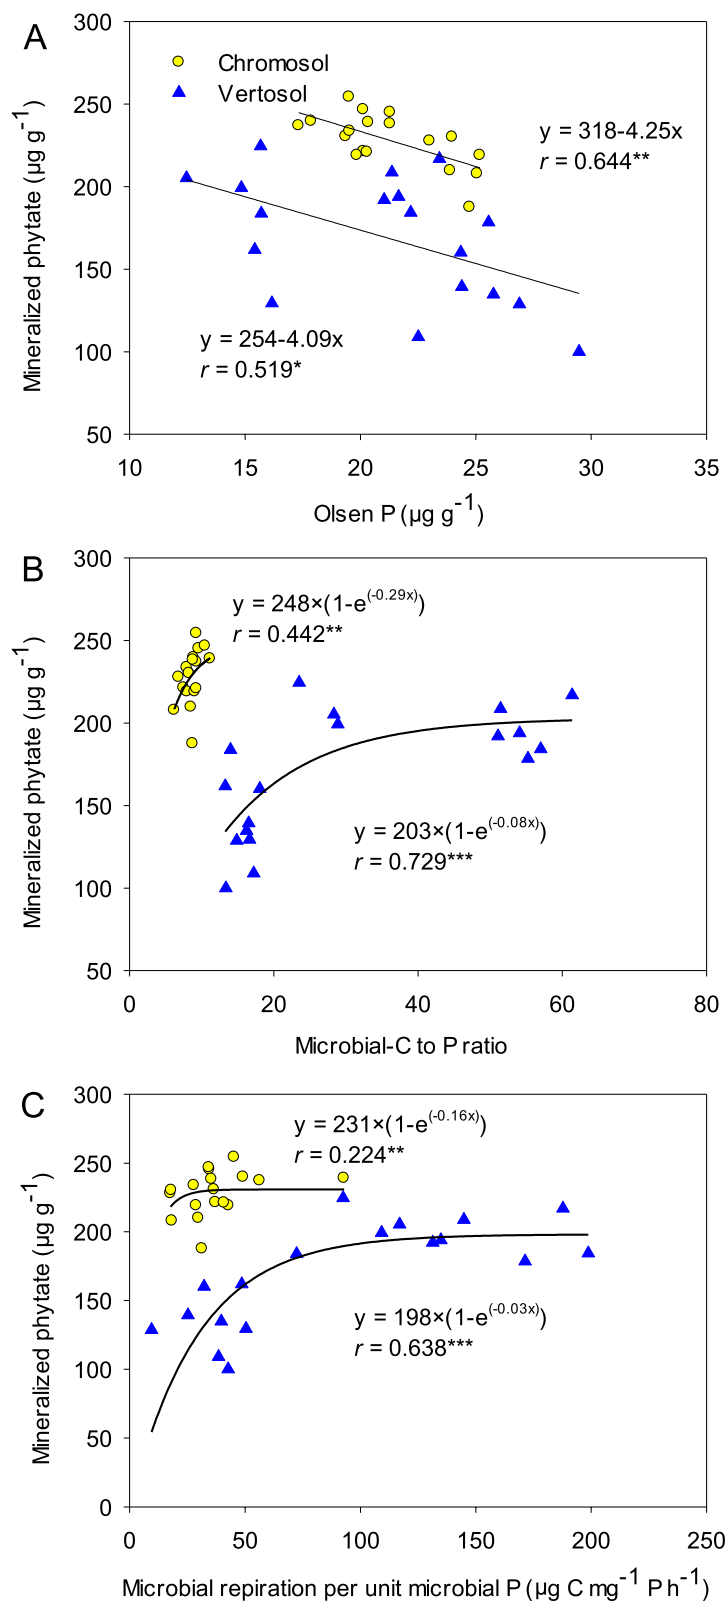 A
300
Chromosol
Vertosol
250
y = 318-4.25x
r = 0.644**
200
150
y = 254-4.09x
r = 0.519*
100
50
10 15 20 25 30 35
Mineralized phytate (µg g⁻¹)
Olsen P (µg g⁻¹)
B
300
y = 248×(1-e^(-0.29x))
r = 0.442**
250
200
150
y = 203×(1-e^(-0.08x))
r = 0.729***
100
50
0 20 40 60 80
Mineralized phytate (µg g⁻¹)
Microbial-C to P ratio
C
300
y = 231×(1-e^(-0.16x))
r = 0.224**
250
200
150
y = 198×(1-e^(-0.03x))
r = 0.638***
100
50
0
0 50 100 150 200 250
Mineralized phytate (µg g⁻¹)
Microbial repiration per unit microbial P (µg C mg⁻¹ P h⁻¹)